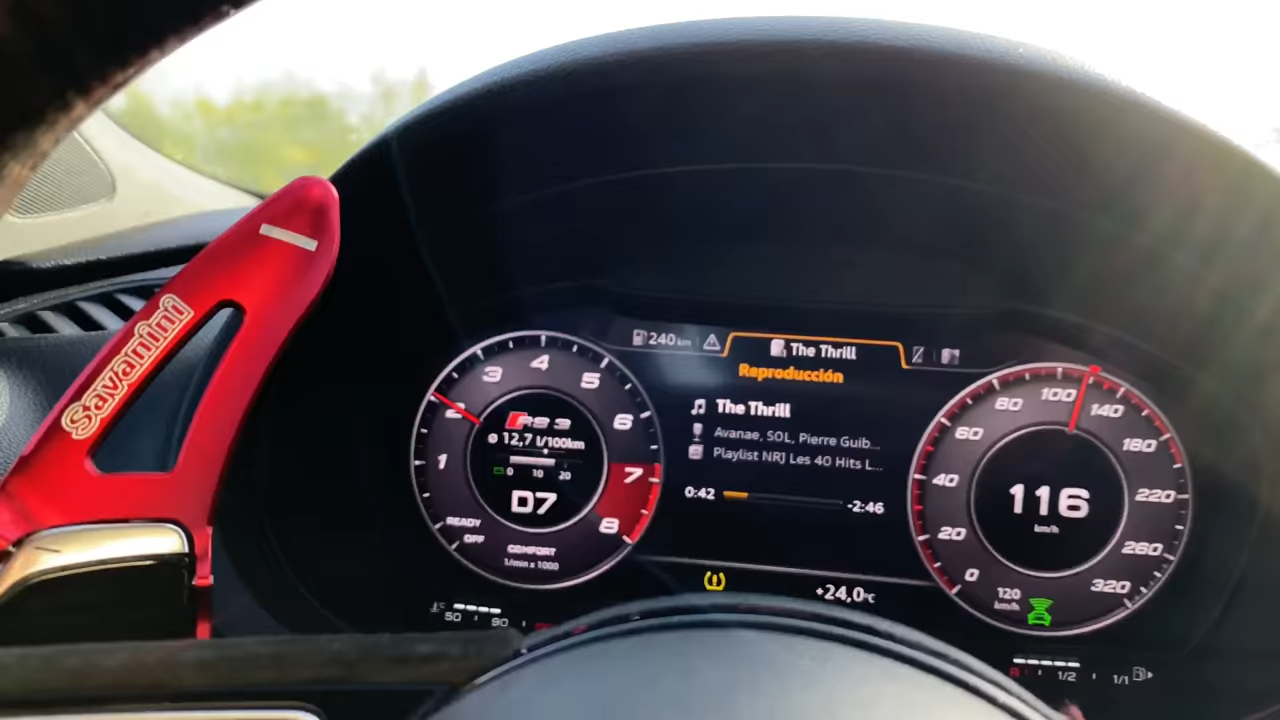 Savanini
240 km
The Thrill
Reproducción
The Thrill
Avanae, SOL, Pierre Guib...
Playlist NRJ Les 40 Hits L...
0:42
-2:46
+24,0°C
1
2
3
4
5
6
7
8
RS 3
ø 12,7 l/100km
0 10 20
D7
READY
OFF
COMFORT
1/min x 1000
°C
50 90
0
20
40
60
80
100
140
180
220
260
320
116
km/h
120
km/h
R 1/2 1/1